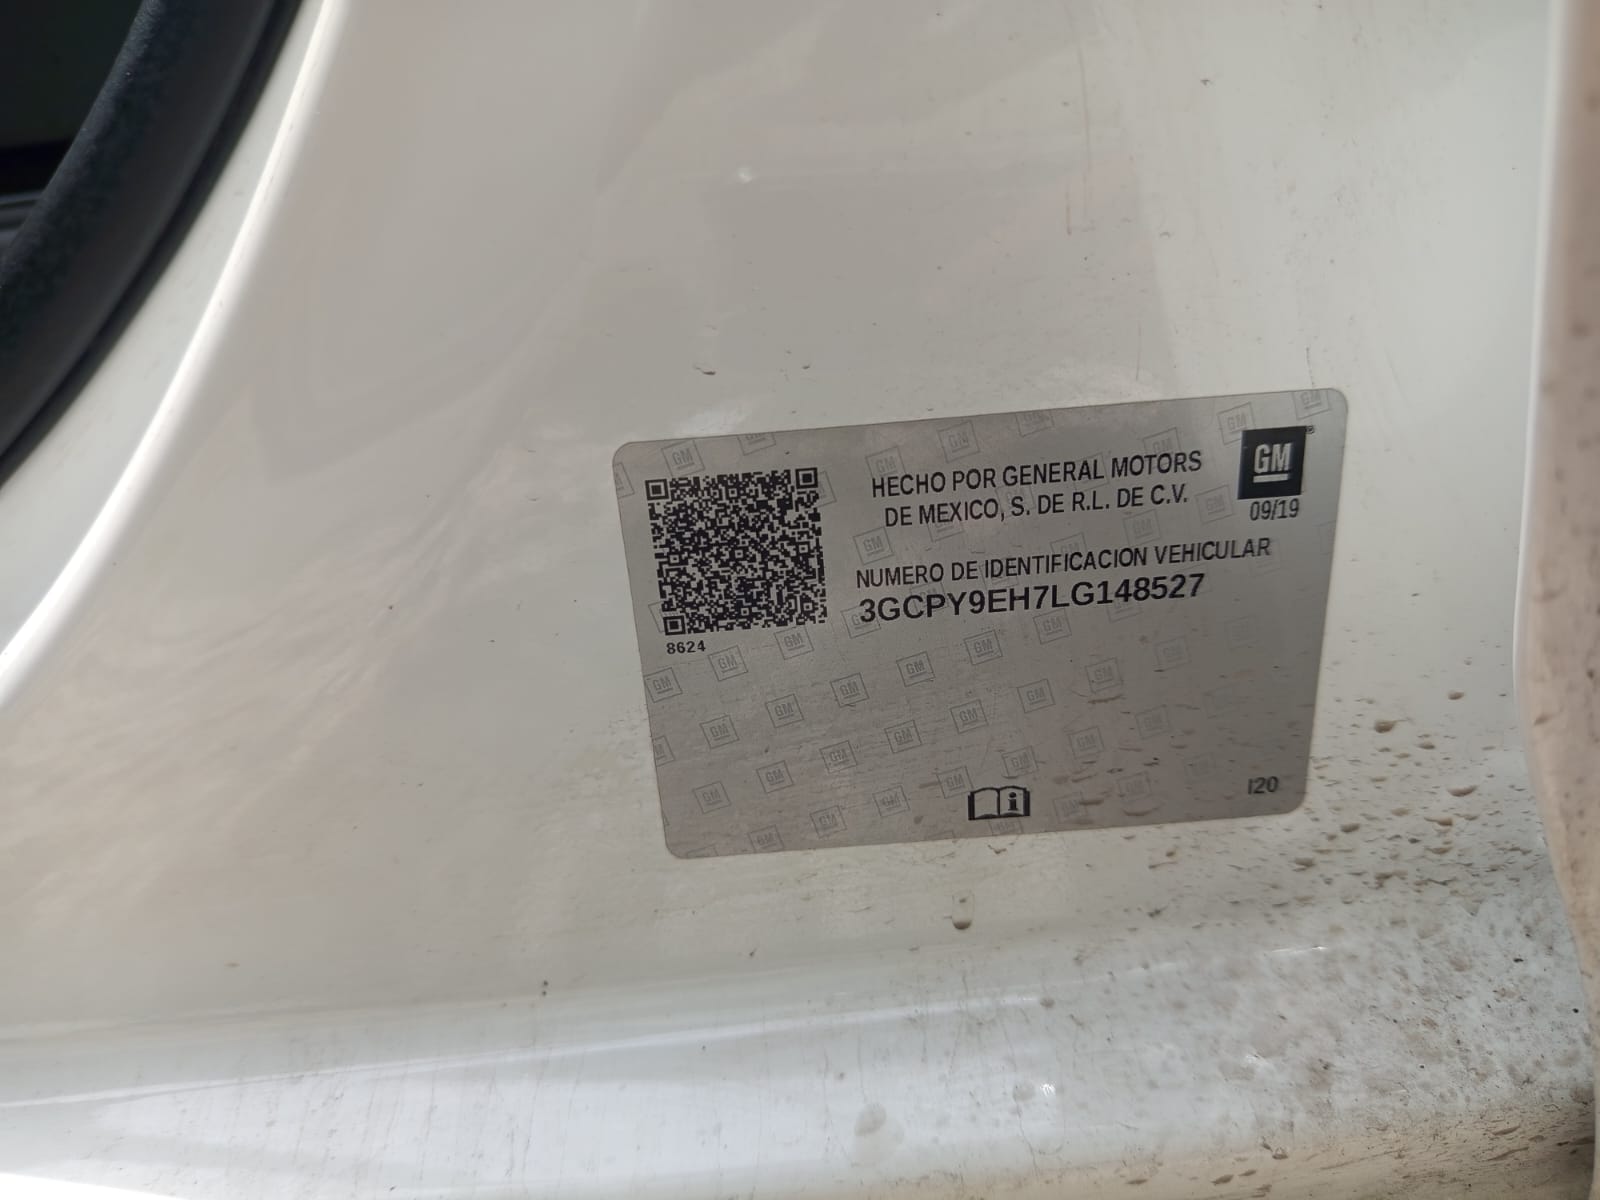 HECHO POR GENERAL MOTORS
DE MEXICO, S. DE R.L. DE C.V.
GM
09/19
NUMERO DE IDENTIFICACION VEHICULAR
3GCPY9EH7LG148527
8624
i
I20